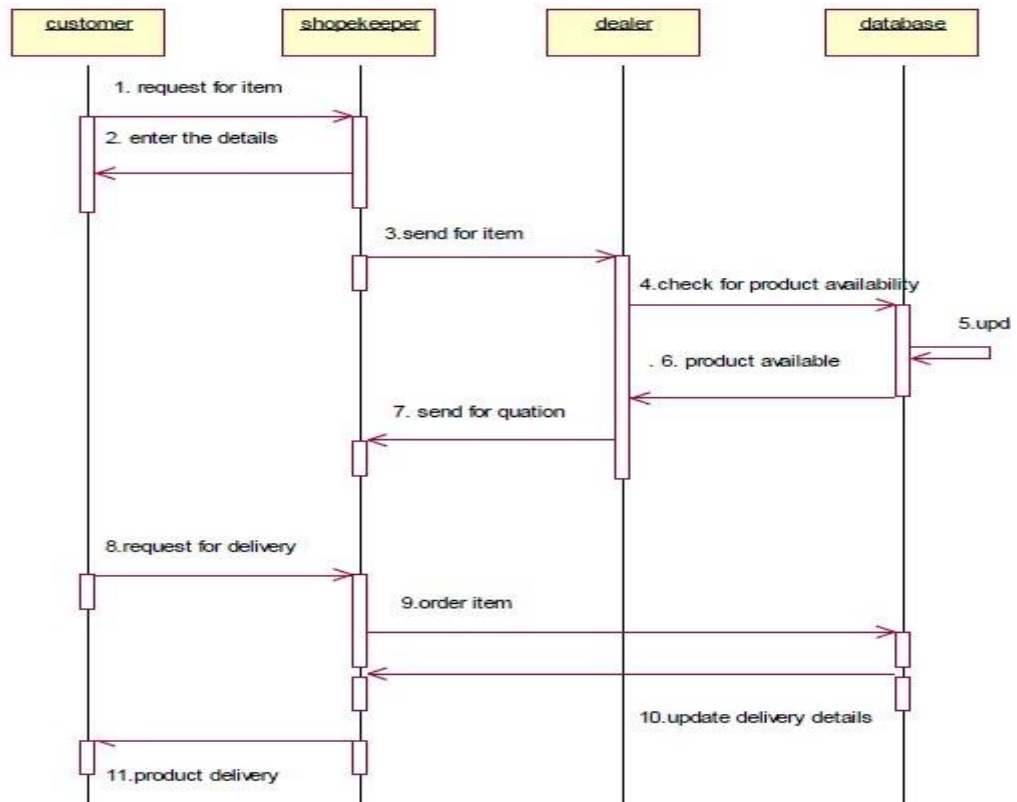 customer
shopekeeper
dealer
database
1. request for item
2. enter the details
3.send for item
4.check for product availability
5.upd
. 6. product available
7. send for quation
8.request for delivery
9.order item
10.update delivery details
11.product delivery